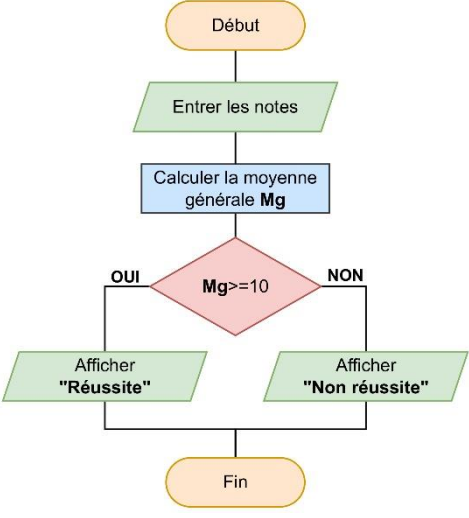 Début
Entrer les notes
Calculer la moyenne
générale Mg
OUI
Mg>=10
NON
Afficher
"Réussite"
Afficher
"Non réussite"
Fin